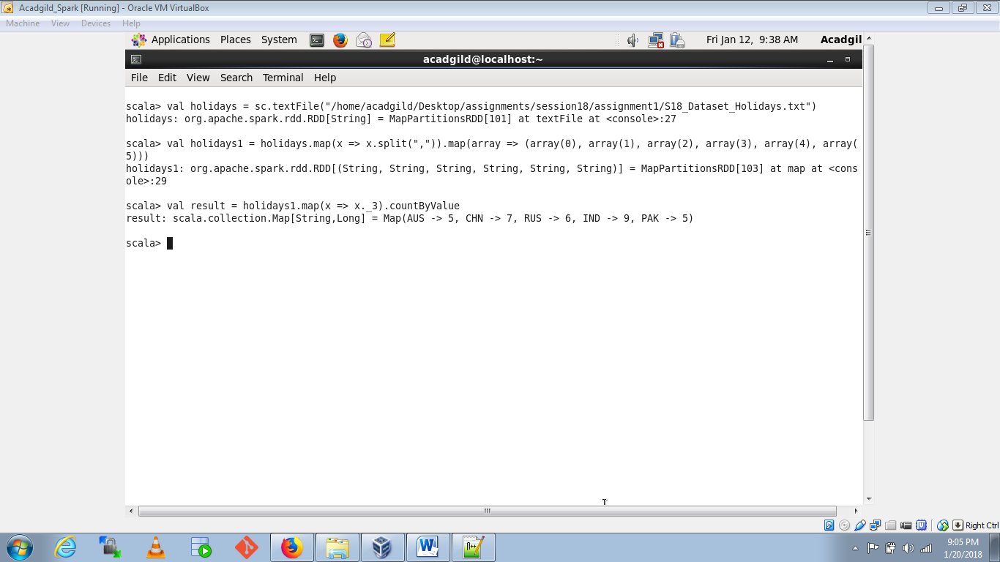 Acadgild_Spark [Running] - Oracle VM VirtualBox
Machine View Devices Help
Applications Places System Fri Jan 12, 9:38 AM Acadgil
acadgild@localhost:~
File Edit View Search Terminal Help
scala> val holidays = sc.textFile("/home/acadgild/Desktop/assignments/session18/assignment1/S18_Dataset_Holidays.txt")
holidays: org.apache.spark.rdd.RDD[String] = MapPartitionsRDD[101] at textFile at <console>:27
scala> val holidays1 = holidays.map(x => x.split(",")).map(array => (array(0), array(1), array(2), array(3), array(4), array(
5)))
holidays1: org.apache.spark.rdd.RDD[(String, String, String, String, String, String)] = MapPartitionsRDD[103] at map at <cons
ole>:29
scala> val result = holidays1.map(x => x._3).countByValue
result: scala.collection.Map[String,Long] = Map(AUS -> 5, CHN -> 7, RUS -> 6, IND -> 9, PAK -> 5)
scala>
Right Ctrl
9:05 PM
1/20/2018